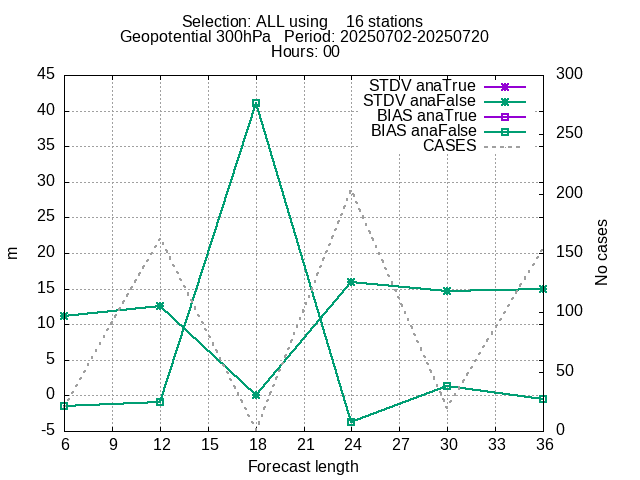 Selection: ALL using 16 stations
Geopotential 300hPa Period: 20250702-20250720
Hours: 00
STDV anaTrue
STDV anaFalse
BIAS anaTrue
BIAS anaFalse
CASES
45
40
35
30
25
20
15
10
5
0
-5
m
300
250
200
150
100
50
0
No cases
6 9 12 15 18 21 24 27 30 33 36
Forecast length